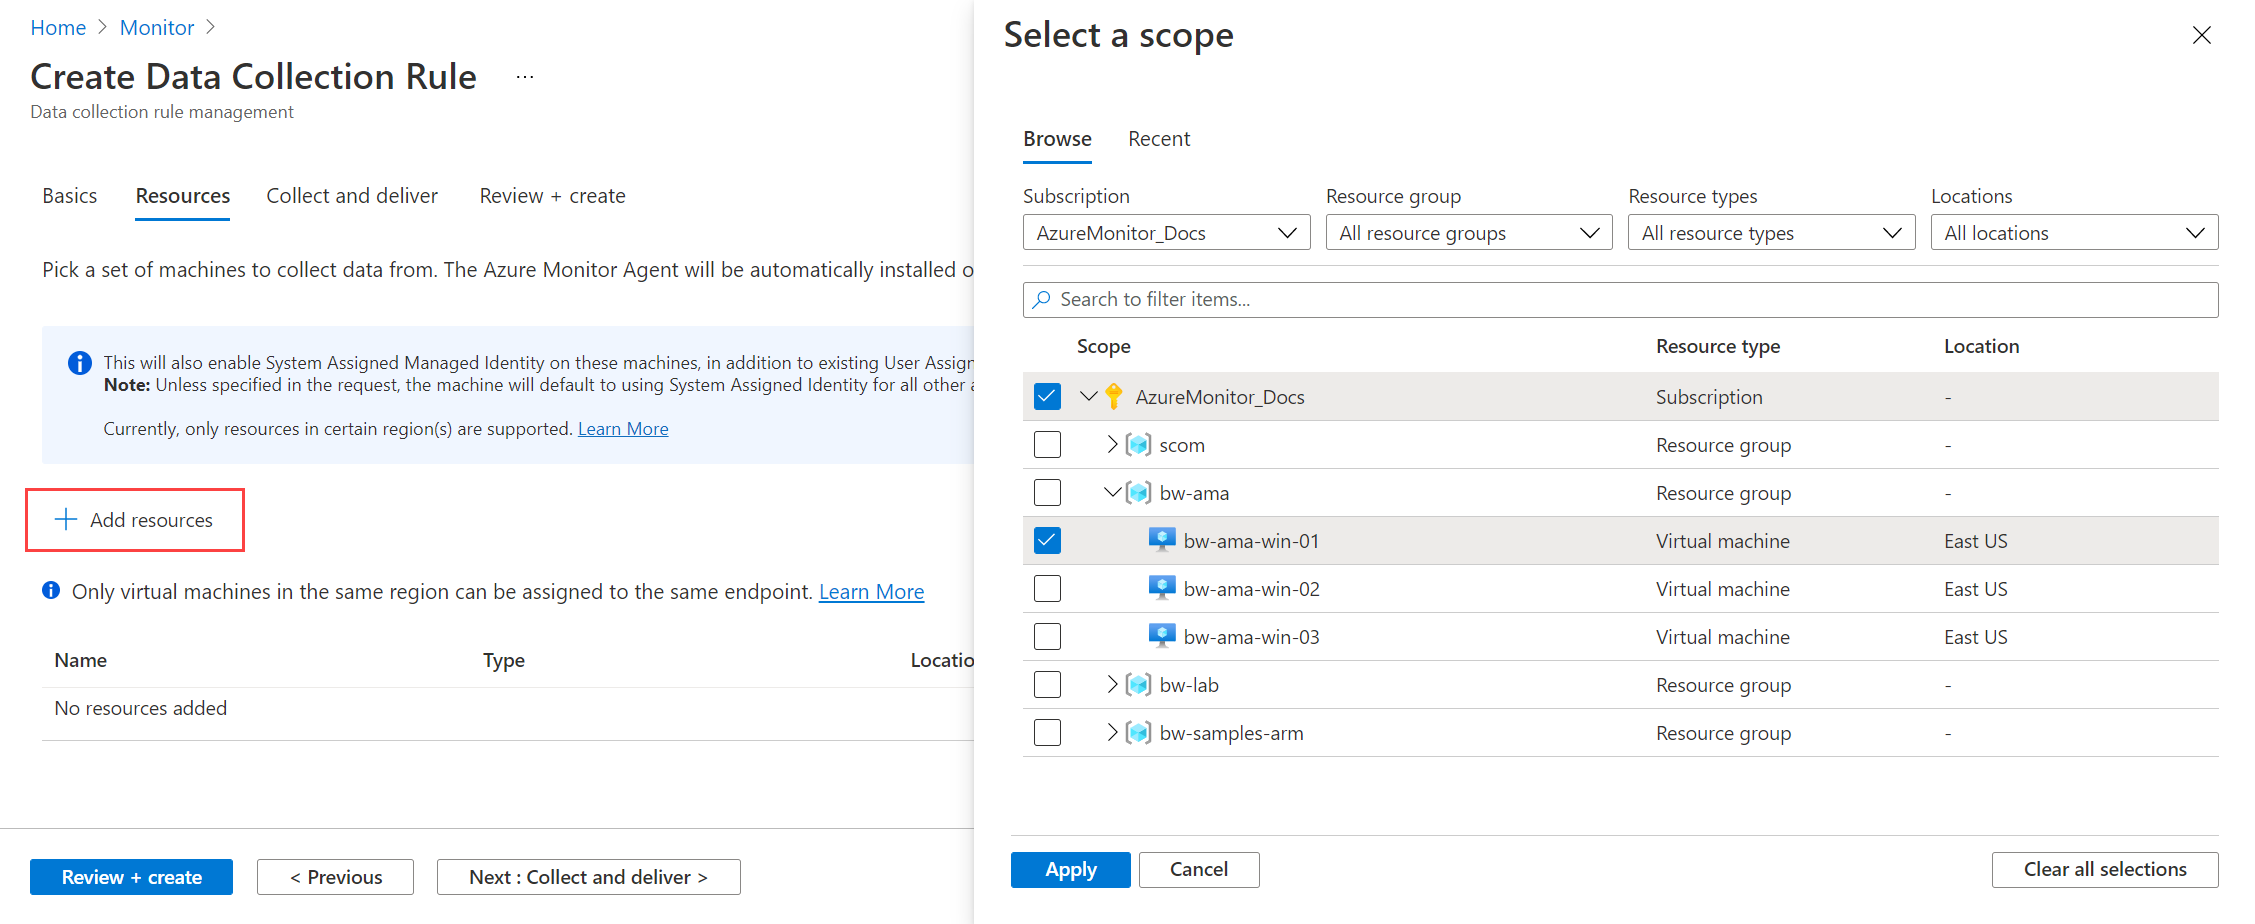 Home > Monitor >
Create Data Collection Rule ...
Data collection rule management
Basics Resources Collect and deliver Review + create
Pick a set of machines to collect data from. The Azure Monitor Agent will be automatically installed o
This will also enable System Assigned Managed Identity on these machines, in addition to existing User Assign
Note: Unless specified in the request, the machine will default to using System Assigned Identity for all other a
Currently, only resources in certain region(s) are supported. Learn More
+ Add resources
Only virtual machines in the same region can be assigned to the same endpoint. Learn More
Name Type Locatio
No resources added
Review + create < Previous Next : Collect and deliver >
Select a scope
Browse Recent
Subscription Resource group Resource types Locations
AzureMonitor_Docs All resource groups All resource types All locations
Search to filter items...
Scope Resource type Location
AzureMonitor_Docs Subscription -
scom Resource group -
bw-ama Resource group -
bw-ama-win-01 Virtual machine East US
bw-ama-win-02 Virtual machine East US
bw-ama-win-03 Virtual machine East US
bw-lab Resource group -
bw-samples-arm Resource group -
Apply Cancel Clear all selections